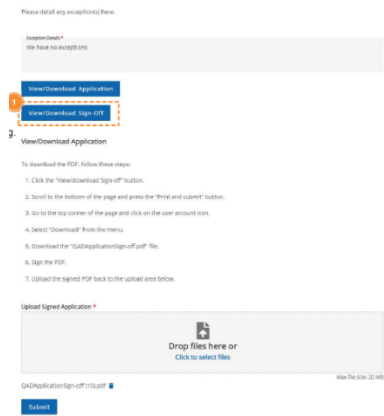 Please detail any exception(s) here:
Exception Details *
We have no exceptions
View/Download Application
1
View/Download Sign-Off
g.
View/Download Application
To download the PDF, follow these steps:
1. Click the "View/download Sign-off" button.
2. Scroll to the bottom of the page and press the "Print and submit" button.
3. Go to the top corner of the page and click on the user account icon.
4. Select "Download" from the menu.
5. Download the "QADApplicationSign-off.pdf" file.
6. Sign the PDF.
7. Upload the signed PDF back to the upload area below.
Upload Signed Application *
Drop files here or
Click to select files
Max file size: 20 MB
QADApplicationSign-off (10).pdf
Submit